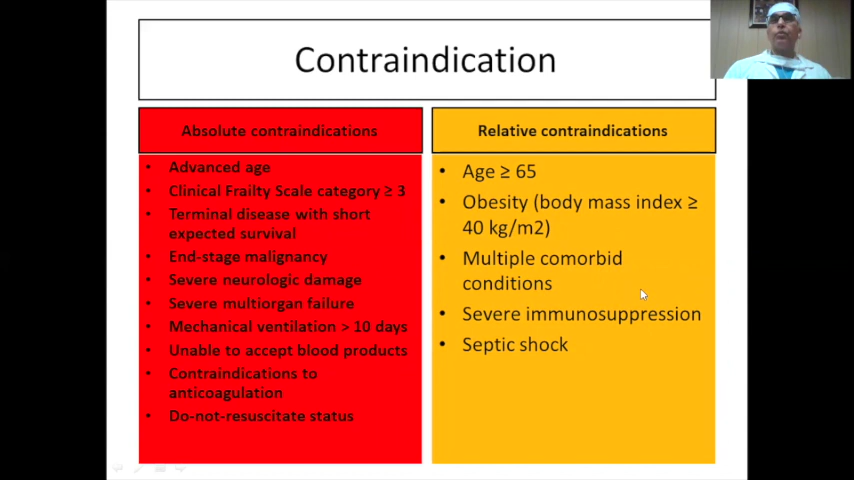 Contraindication
Absolute contraindications
• Advanced age
• Clinical Frailty Scale category ≥ 3
• Terminal disease with short
expected survival
• End-stage malignancy
• Severe neurologic damage
• Severe multiorgan failure
• Mechanical ventilation > 10 days
• Unable to accept blood products
• Contraindications to
anticoagulation
• Do-not-resuscitate status
Relative contraindications
• Age ≥ 65
• Obesity (body mass index ≥
40 kg/m2)
• Multiple comorbid
conditions
• Severe immunosuppression
• Septic shock